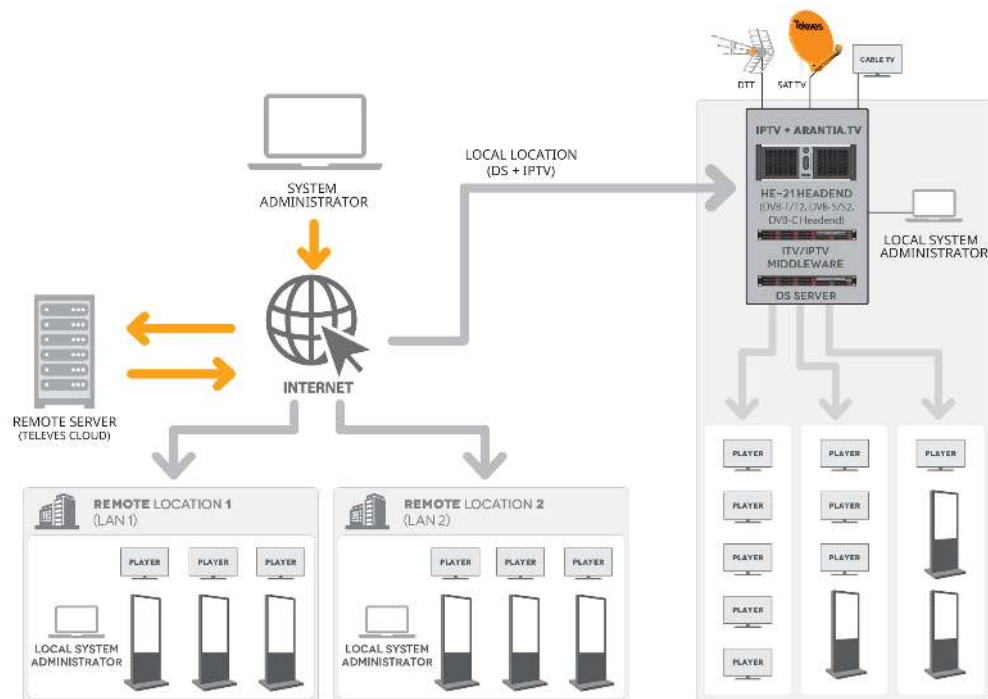 Televes
DTT
SAT TV
CABLE TV
IPTV + ARANTIA.TV
HE-21 HEADEND
(DVB-T/T2, DVB-S/S2,
DVB-C Headend)
ITV/IPTV
MIDDLEWARE
DS SERVER
LOCAL SYSTEM
ADMINISTRATOR
LOCAL LOCATION
(DS + IPTV)
SYSTEM
ADMINISTRATOR
INTERNET
REMOTE SERVER
(TELEVES CLOUD)
REMOTE LOCATION 1
(LAN 1)
PLAYER
PLAYER
PLAYER
LOCAL SYSTEM
ADMINISTRATOR
REMOTE LOCATION 2
(LAN 2)
PLAYER
PLAYER
PLAYER
LOCAL SYSTEM
ADMINISTRATOR
PLAYER
PLAYER
PLAYER
PLAYER
PLAYER
PLAYER
PLAYER
PLAYER
PLAYER